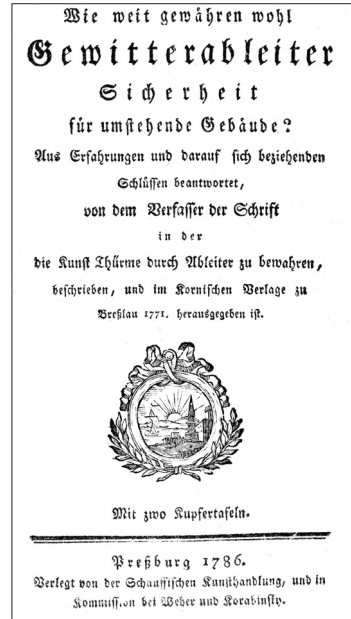 Wie weit gewähren wohl
Gewitterableiter
Sicherheit
für umstehende Gebäude?
Aus Erfahrungen und darauf sich beziehenden
Schlüssen beantwortet,
von dem Verfasser der Schrift
in der
die Kunst Thürme durch Ableiter zu bewahren,
beschrieben, und im Kornischen Verlage zu
Breßlau 1771. herausgegeben ist.
Mit zwo Kupfertafeln.
Preßburg 1786.
Verlegt von der Schauffischen Kunsthandlung, und in
Kommission bei Weber und Korabinsky.